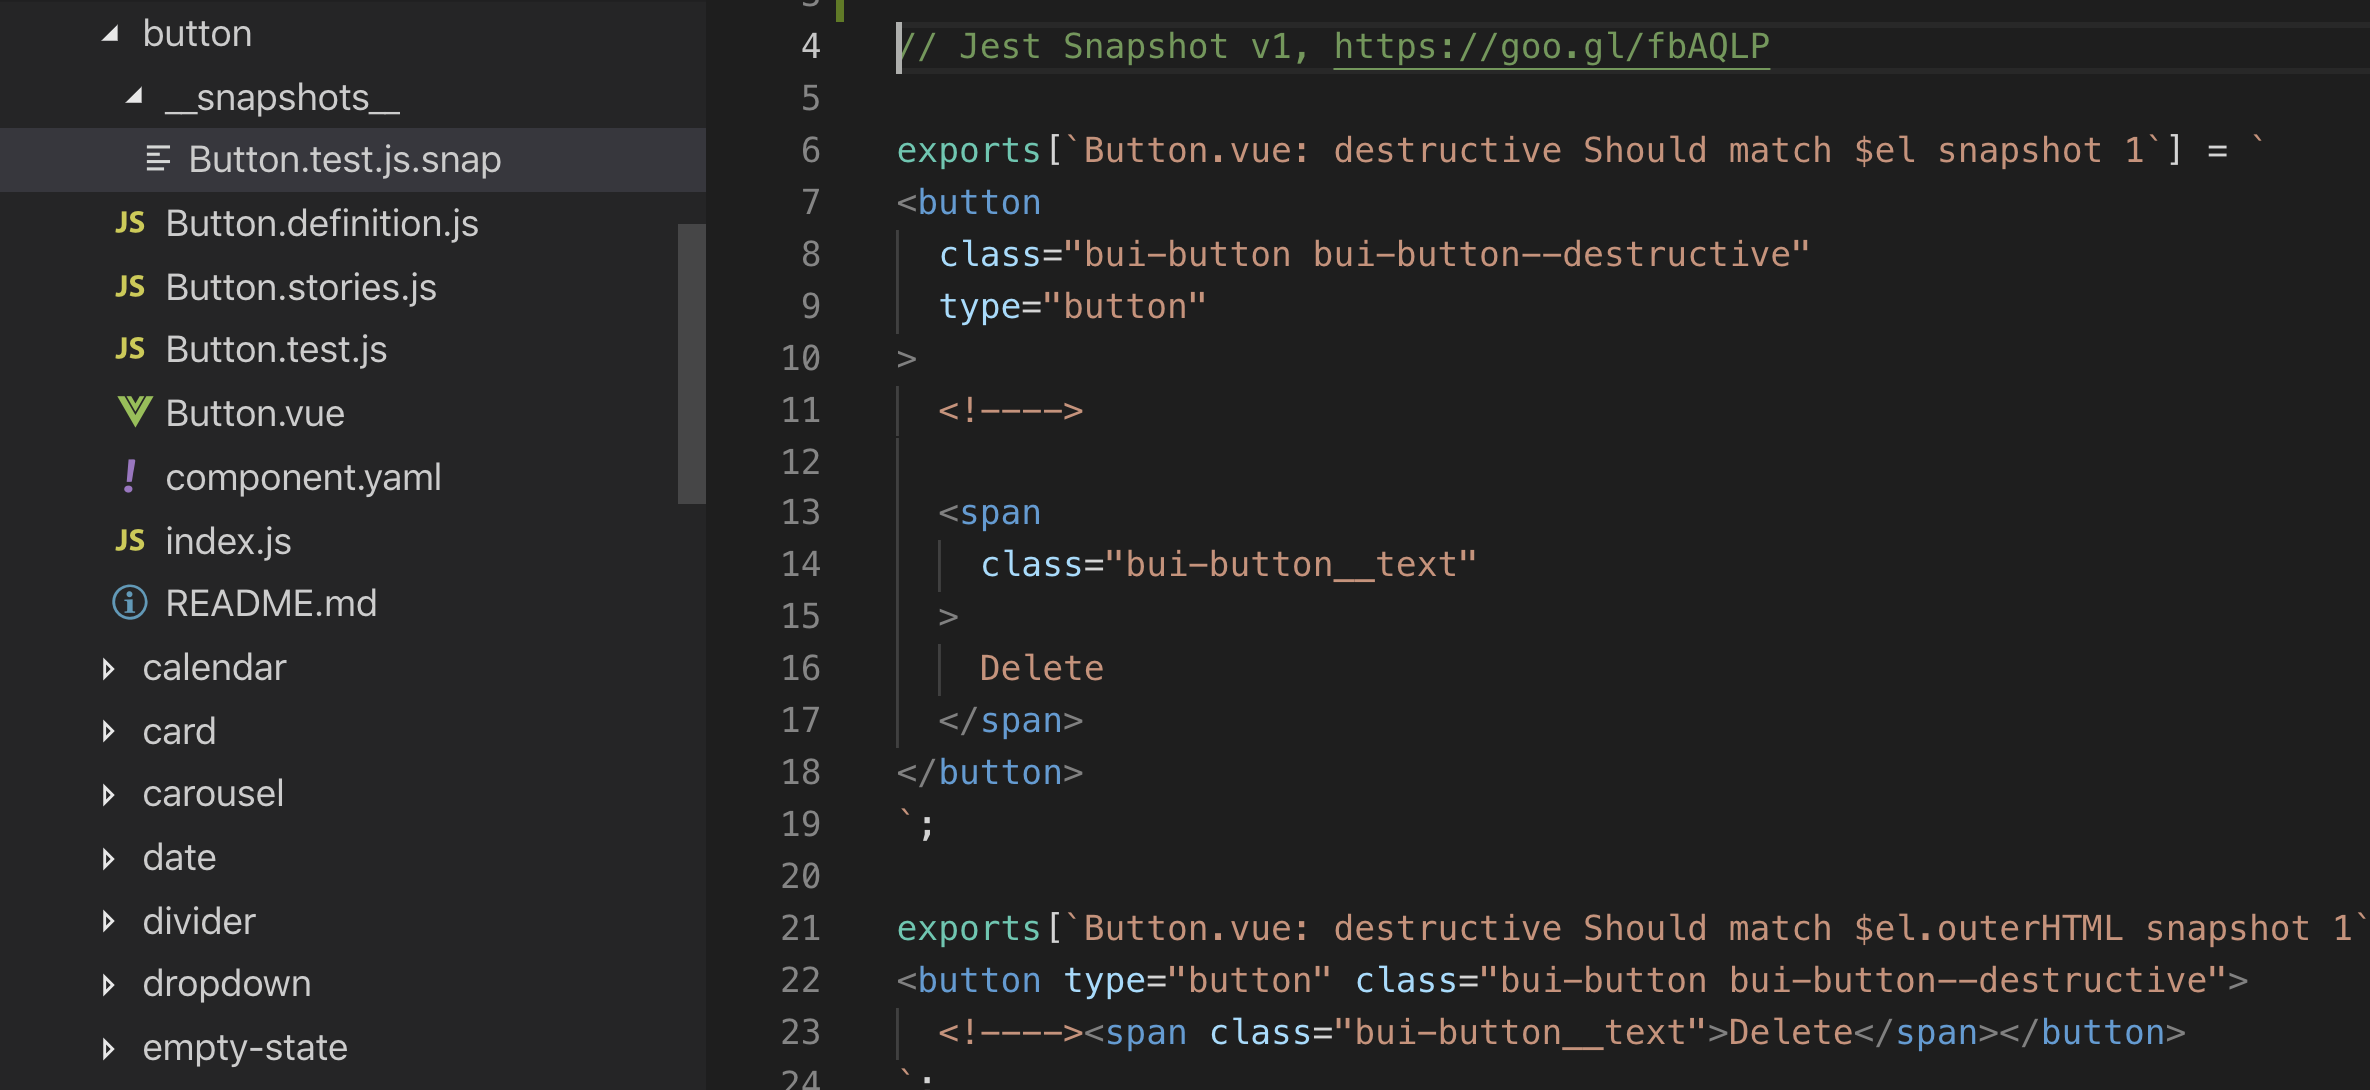 button
__snapshots__
Button.test.js.snap
JS Button.definition.js
JS Button.stories.js
JS Button.test.js
Button.vue
! component.yaml
JS index.js
README.md
calendar
card
carousel
date
divider
dropdown
empty-state
4 // Jest Snapshot v1, https://goo.gl/fbAQLP
5
6 exports[`Button.vue: destructive Should match $el snapshot 1`] = `
7 <button
8   class="bui-button bui-button--destructive"
9   type="button"
10 >
11   <!---->
12
13   <span
14     class="bui-button__text"
15   >
16     Delete
17   </span>
18 </button>
19 `;
20
21 exports[`Button.vue: destructive Should match $el.outerHTML snapshot 1`
22 <button type="button" class="bui-button bui-button--destructive">
23   <!----><span class="bui-button__text">Delete</span></button>
24 `;